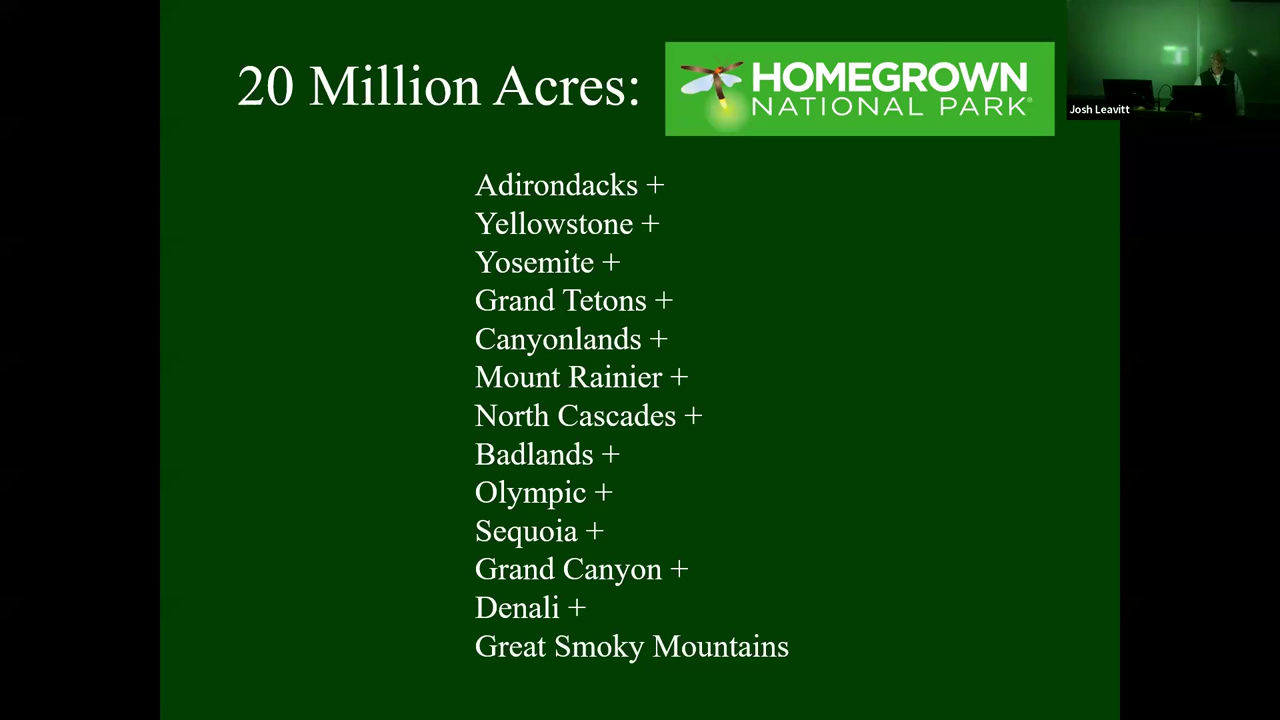 20 Million Acres:
HOMEGROWN
NATIONAL PARK®
Josh Leavitt
Adirondacks +
Yellowstone +
Yosemite +
Grand Tetons +
Canyonlands +
Mount Rainier +
North Cascades +
Badlands +
Olympic +
Sequoia +
Grand Canyon +
Denali +
Great Smoky Mountains